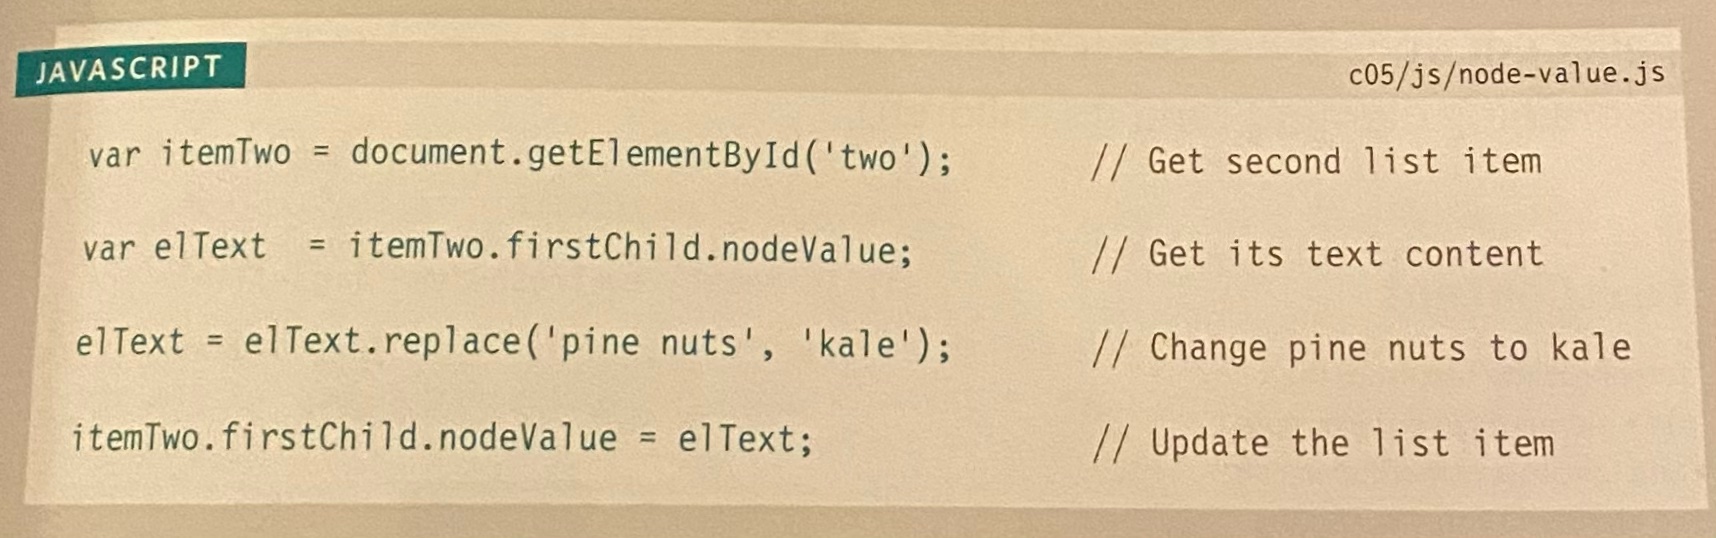 JAVASCRIPT c05/js/node-value.js
var itemTwo = document.getElementById('two'); // Get second list item
var elText  = itemTwo.firstChild.nodeValue; // Get its text content
elText = elText.replace('pine nuts', 'kale'); // Change pine nuts to kale
itemTwo.firstChild.nodeValue = elText; // Update the list item